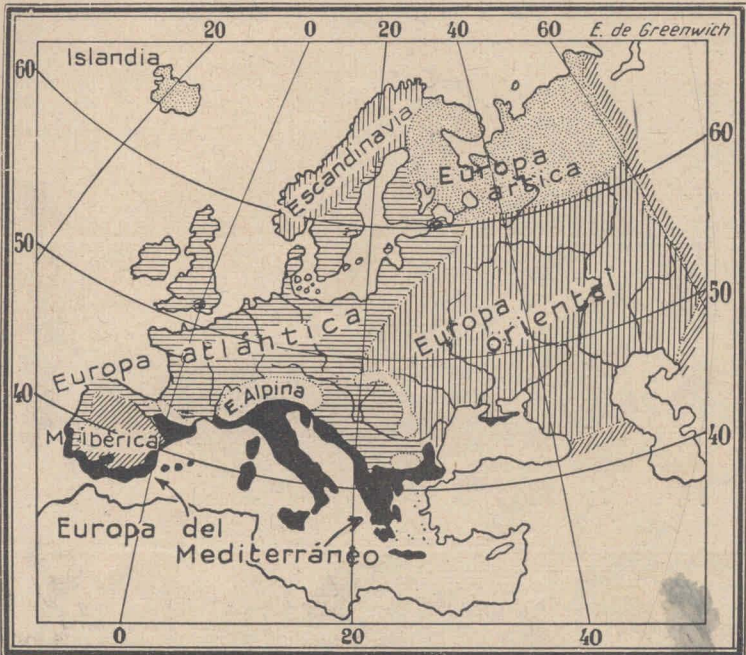 20 0 20 40 60 E. de Greenwich
Islandia
60
60
Escandinavia
Europa
ártica
50
50
Europa atlántica
Europa
oriental
40
E. Alpina
M. ibérica
40
Europa del
Mediterráneo
0 20 40